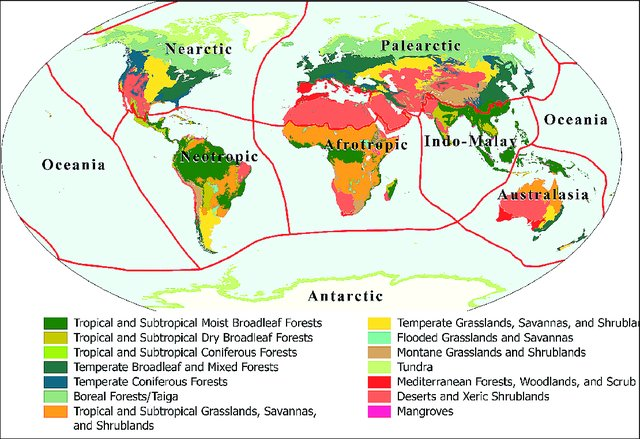 Nearctic
Palearctic
Oceania
Neotropic
Afrotropic
Indo-Malay
Oceania
Australasia
Antarctic
Tropical and Subtropical Moist Broadleaf Forests
Tropical and Subtropical Dry Broadleaf Forests
Tropical and Subtropical Coniferous Forests
Temperate Broadleaf and Mixed Forests
Temperate Coniferous Forests
Boreal Forests/Taiga
Tropical and Subtropical Grasslands, Savannas,
and Shrublands
Temperate Grasslands, Savannas, and Shrublan
Flooded Grasslands and Savannas
Montane Grasslands and Shrublands
Tundra
Mediterranean Forests, Woodlands, and Scrub
Deserts and Xeric Shrublands
Mangroves